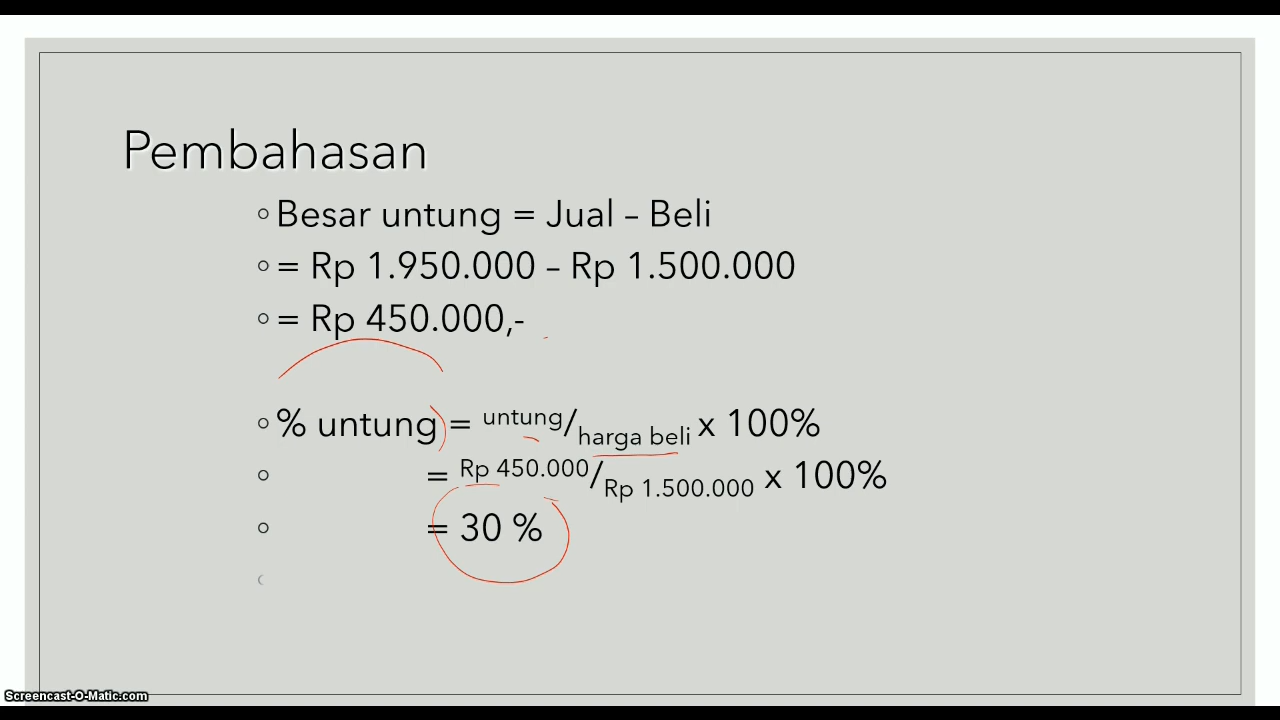 Pembahasan
◦ Besar untung = Jual – Beli
◦ = Rp 1.950.000 – Rp 1.500.000
◦ = Rp 450.000,-
◦ % untung = untung/harga beli x 100%
◦ = Rp 450.000/Rp 1.500.000 x 100%
◦ = 30 %
Screencast-O-Matic.com